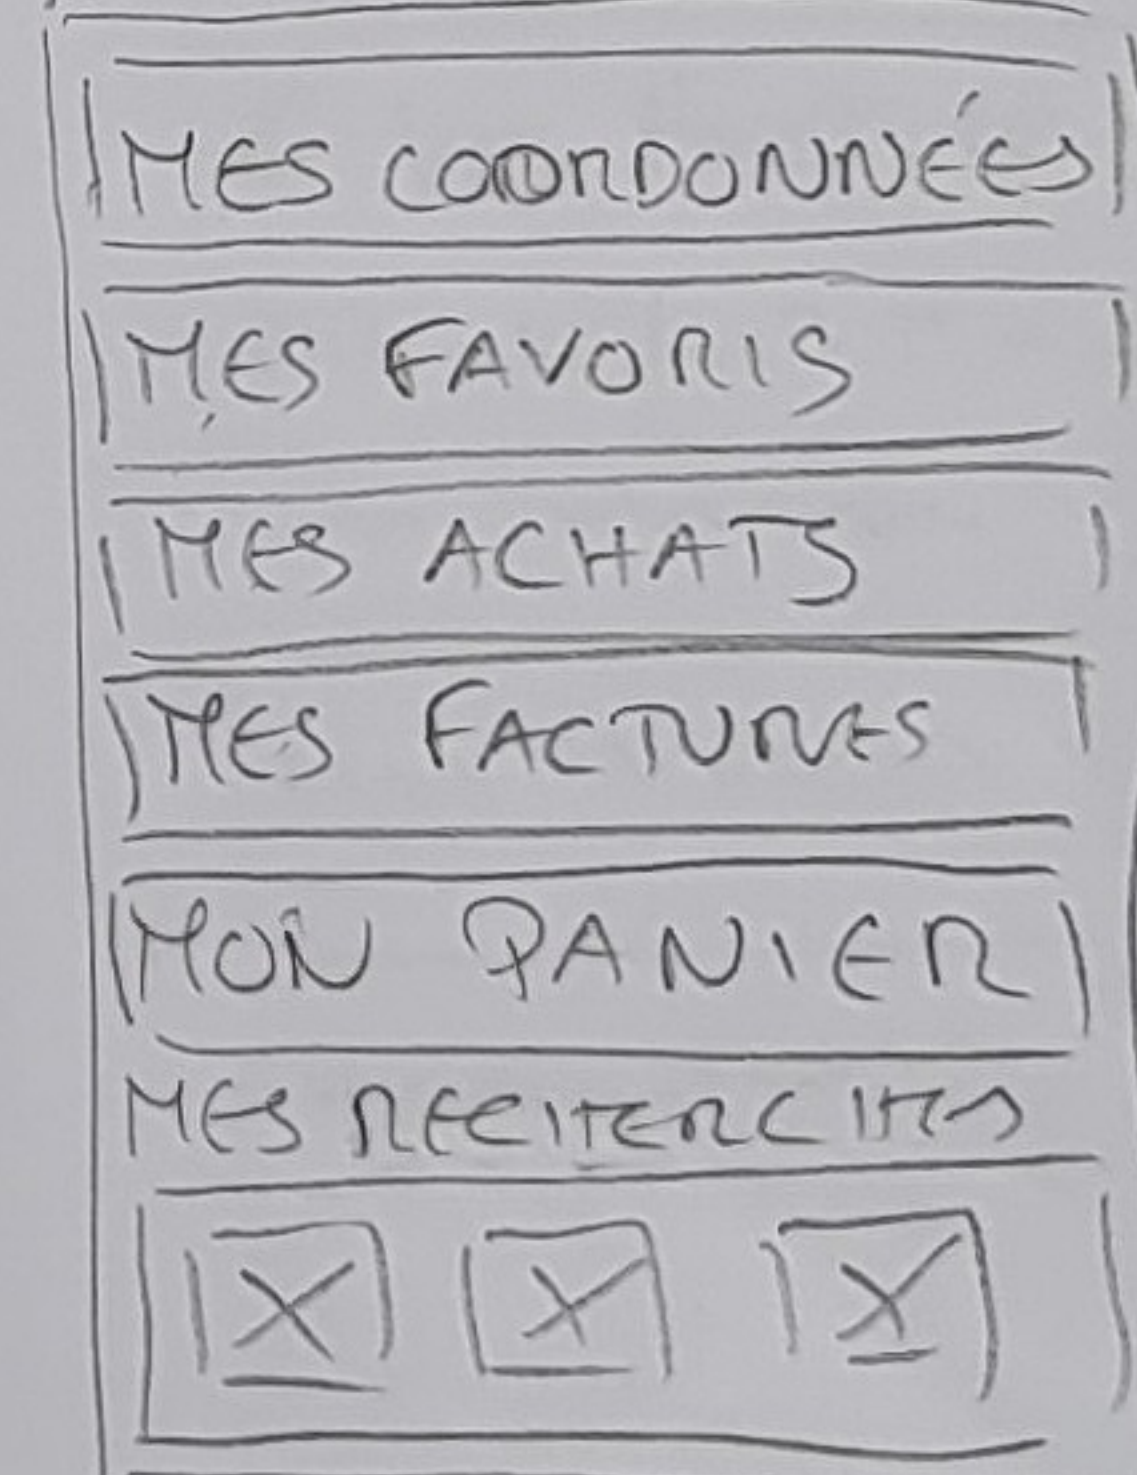 MES COORDONNÉES
MES FAVORIS
MES ACHATS
MES FACTURES
MON PANIER
MES RECHERCHES